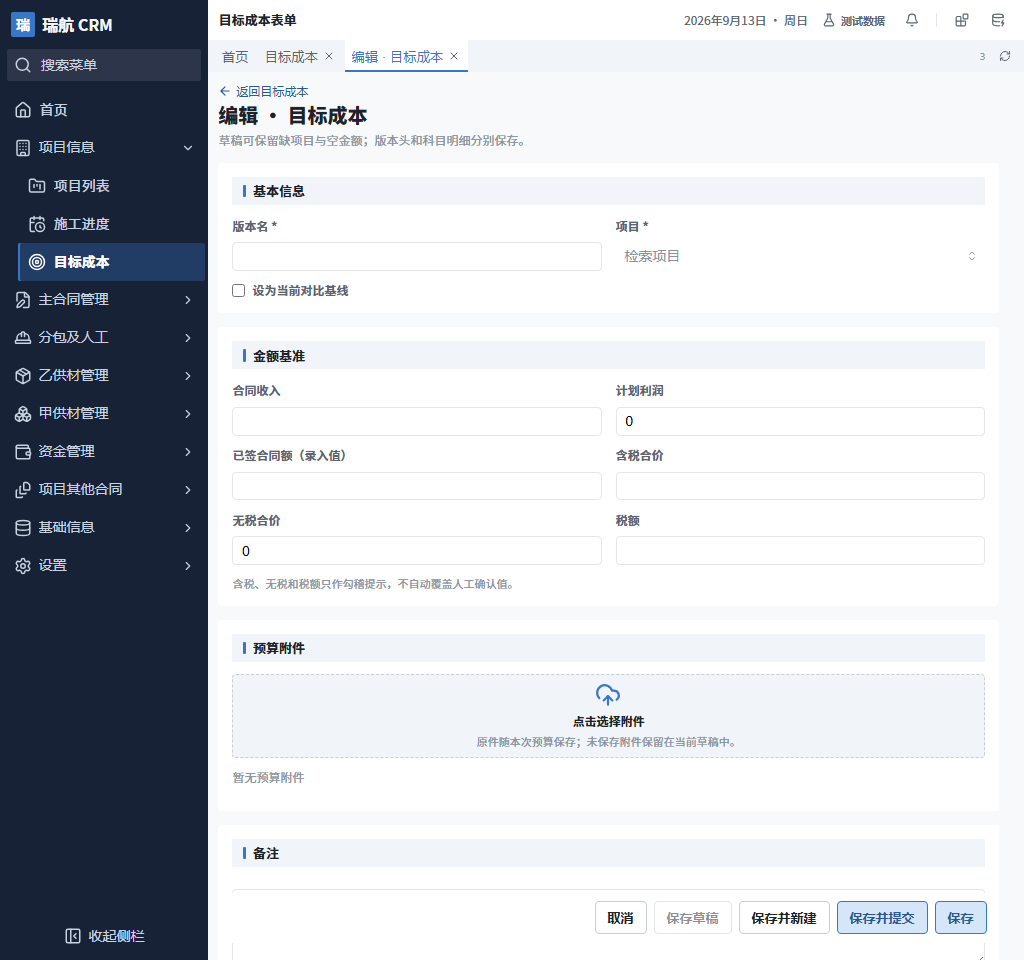 瑞 瑞航 CRM
搜索菜单
首页
项目信息
项目列表
施工进度
目标成本
主合同管理
分包及人工
乙供材管理
甲供材管理
资金管理
项目其他合同
基础信息
设置
收起侧栏
目标成本表单
2026年9月13日 · 周日 测试数据
首页 目标成本 × 编辑 · 目标成本 × 3
← 返回目标成本
编辑 · 目标成本
草稿可保留缺项目与空金额；版本头和科目明细分别保存。
基本信息
版本名 * 项目 *
检索项目
设为当前对比基线
金额基准
合同收入 计划利润
0
已签合同额（录入值） 含税合价
无税合价 税额
0
含税、无税和税额只作勾稽提示，不自动覆盖人工确认值。
预算附件
点击选择附件
原件随本次预算保存；未保存附件保留在当前草稿中。
暂无预算附件
备注
取消 保存草稿 保存并新建 保存并提交 保存